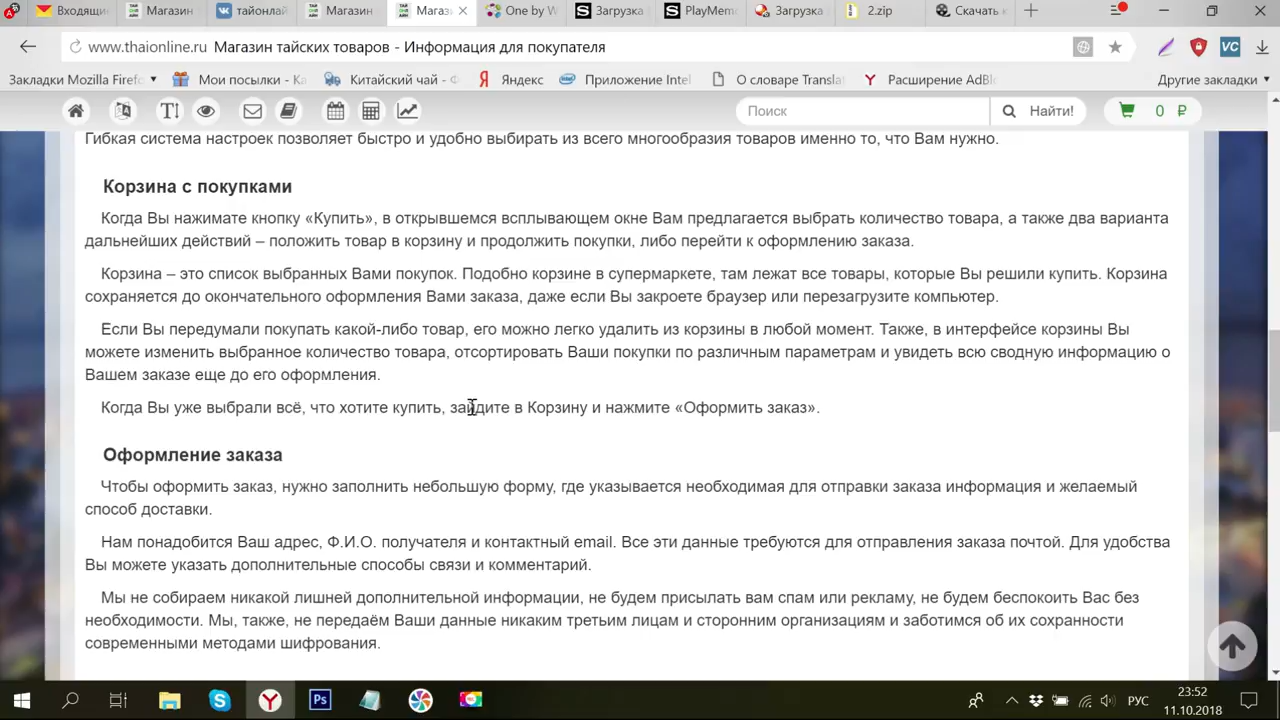 Входящи
Магазин
тайонлай
Магазин
Магаз
One by W
Загрузка
PlayMem
Загрузка
2.zip
Скачать к
www.thaionline.ru Магазин тайских товаров - Информация для покупателя
Закладки Mozilla Firef
Мои посылки - Ка
Китайский чай - Ф
Яндекс
Приложение Intel
О словаре Transla
Расширение AdBl
Другие закладки
Поиск
Найти!
0 ₽
Гибкая система настроек позволяет быстро и удобно выбирать из всего многообразия товаров именно то, что Вам нужно.
Корзина с покупками
Когда Вы нажимате кнопку «Купить», в открывшемся всплывающем окне Вам предлагается выбрать количество товара, а также два варианта
дальнейших действий – положить товар в корзину и продолжить покупки, либо перейти к оформлению заказа.
Корзина – это список выбранных Вами покупок. Подобно корзине в супермаркете, там лежат все товары, которые Вы решили купить. Корзина
сохраняется до окончательного оформления Вами заказа, даже если Вы закроете браузер или перезагрузите компьютер.
Если Вы передумали покупать какой-либо товар, его можно легко удалить из корзины в любой момент. Также, в интерфейсе корзины Вы
можете изменить выбранное количество товара, отсортировать Ваши покупки по различным параметрам и увидеть всю сводную информацию о
Вашем заказе еще до его оформления.
Когда Вы уже выбрали всё, что хотите купить, зайдите в Корзину и нажмите «Оформить заказ».
Оформление заказа
Чтобы оформить заказ, нужно заполнить небольшую форму, где указывается необходимая для отправки заказа информация и желаемый
способ доставки.
Нам понадобится Ваш адрес, Ф.И.О. получателя и контактный email. Все эти данные требуются для отправления заказа почтой. Для удобства
Вы можете указать дополнительные способы связи и комментарий.
Мы не собираем никакой лишней дополнительной информации, не будем присылать вам спам или рекламу, не будем беспокоить Вас без
необходимости. Мы, также, не передаём Ваши данные никаким третьим лицам и сторонним организациям и заботимся об их сохранности
современными методами шифрования.
РУС
23:52
11.10.2018